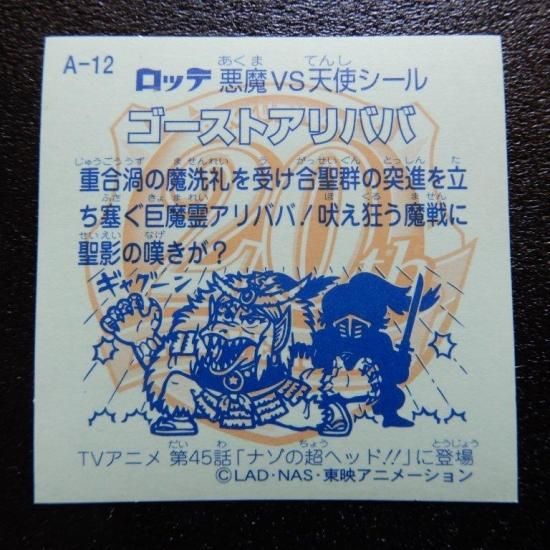 A-12
ロッテ 悪魔VS天使シール
あくま てんし
ゴーストアリババ
じゅうごううず ませんれい う がっせいぐん とっしん た
重合渦の魔洗礼を受け合聖群の突進を立
ふさ きょまれい ほ くる ません
ち塞ぐ巨魔霊アリババ!吠え狂う魔戦に
せいえい なげ
聖影の嘆きが?
ギャグーン
20th
だい わ ちょう とうじょう
TVアニメ 第45話「ナゾの超ヘッド!!」に登場
©LAD・NAS・東映アニメーション